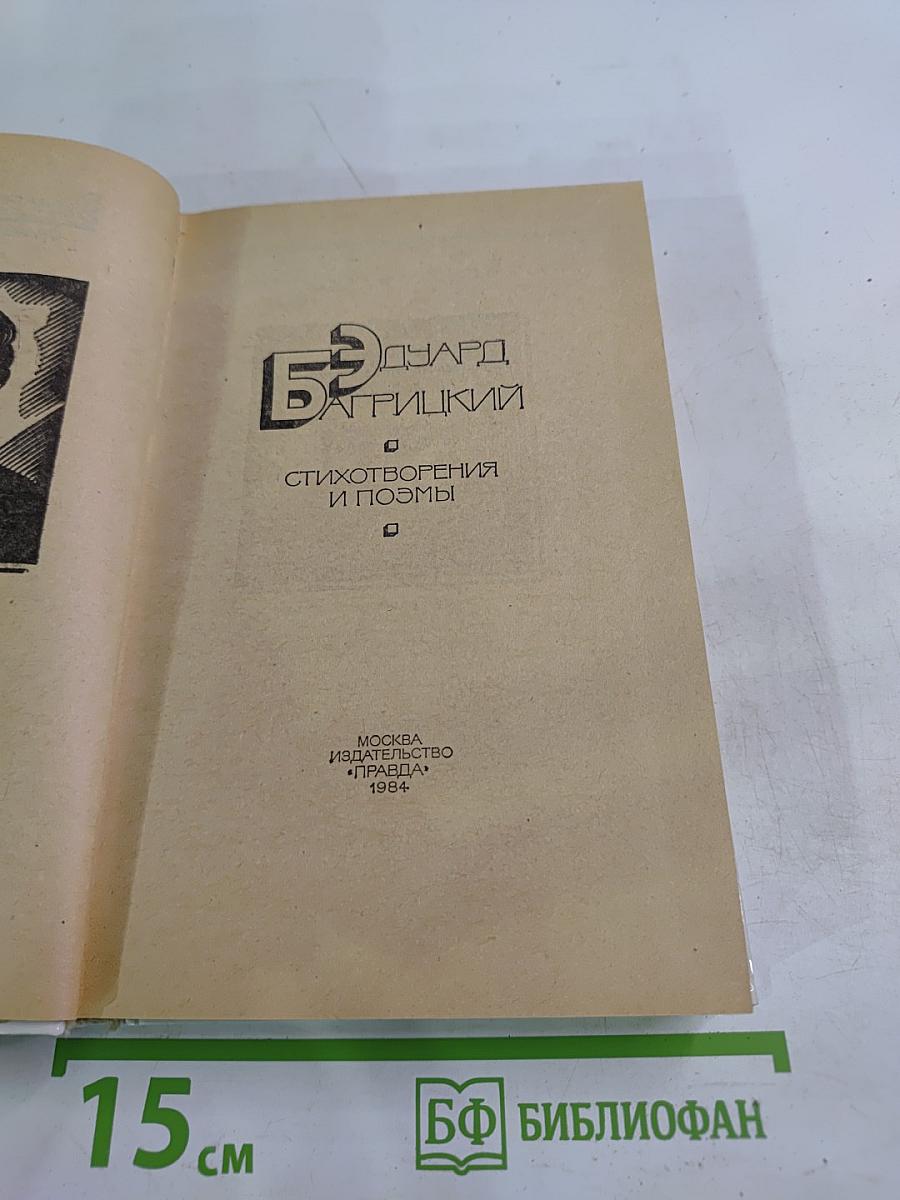 ЭДУАРД
БАГРИЦКИЙ
СТИХОТВОРЕНИЯ
И ПОЭМЫ
МОСКВА
ИЗДАТЕЛЬСТВО
«ПРАВДА»
1984
15 см
БФ БИБЛИОФАН